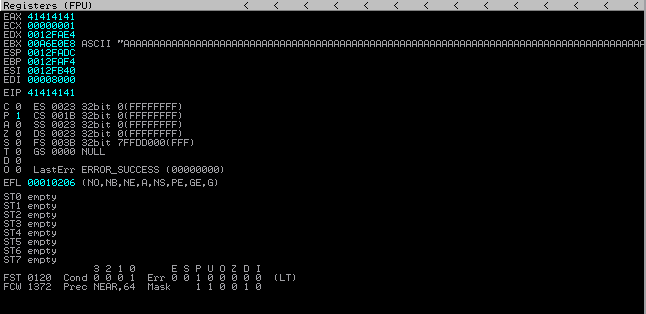 Registers (FPU) < < < < < < < < < < < <
EAX 41414141
ECX 00000001
EDX 0012FAE4
EBX 00A6E0E8 ASCII "AAAAAAAAAAAAAAAAAAAAAAAAAAAAAAAAAAAAAAAAAAAAAAAAAAAAAAAAAAAAAAAAAAAAAAAAAAAAAAAAAAAAAA
ESP 0012FADC
EBP 0012FAF4
ESI 0012FB40
EDI 00008000
EIP 41414141
C 0 ES 0023 32bit 0(FFFFFFFF)
P 1 CS 001B 32bit 0(FFFFFFFF)
A 0 SS 0023 32bit 0(FFFFFFFF)
Z 0 DS 0023 32bit 0(FFFFFFFF)
S 0 FS 003B 32bit 7FFDD000(FFF)
T 0 GS 0000 NULL
D 0
O 0 LastErr ERROR_SUCCESS (00000000)
EFL 00010206 (NO,NB,NE,A,NS,PE,GE,G)
ST0 empty
ST1 empty
ST2 empty
ST3 empty
ST4 empty
ST5 empty
ST6 empty
ST7 empty
3 2 1 0 E S P U O Z D I
FST 0120 Cond 0 0 0 1 Err 0 0 1 0 0 0 0 0 (LT)
FCW 1372 Prec NEAR,64 Mask 1 1 0 0 1 0